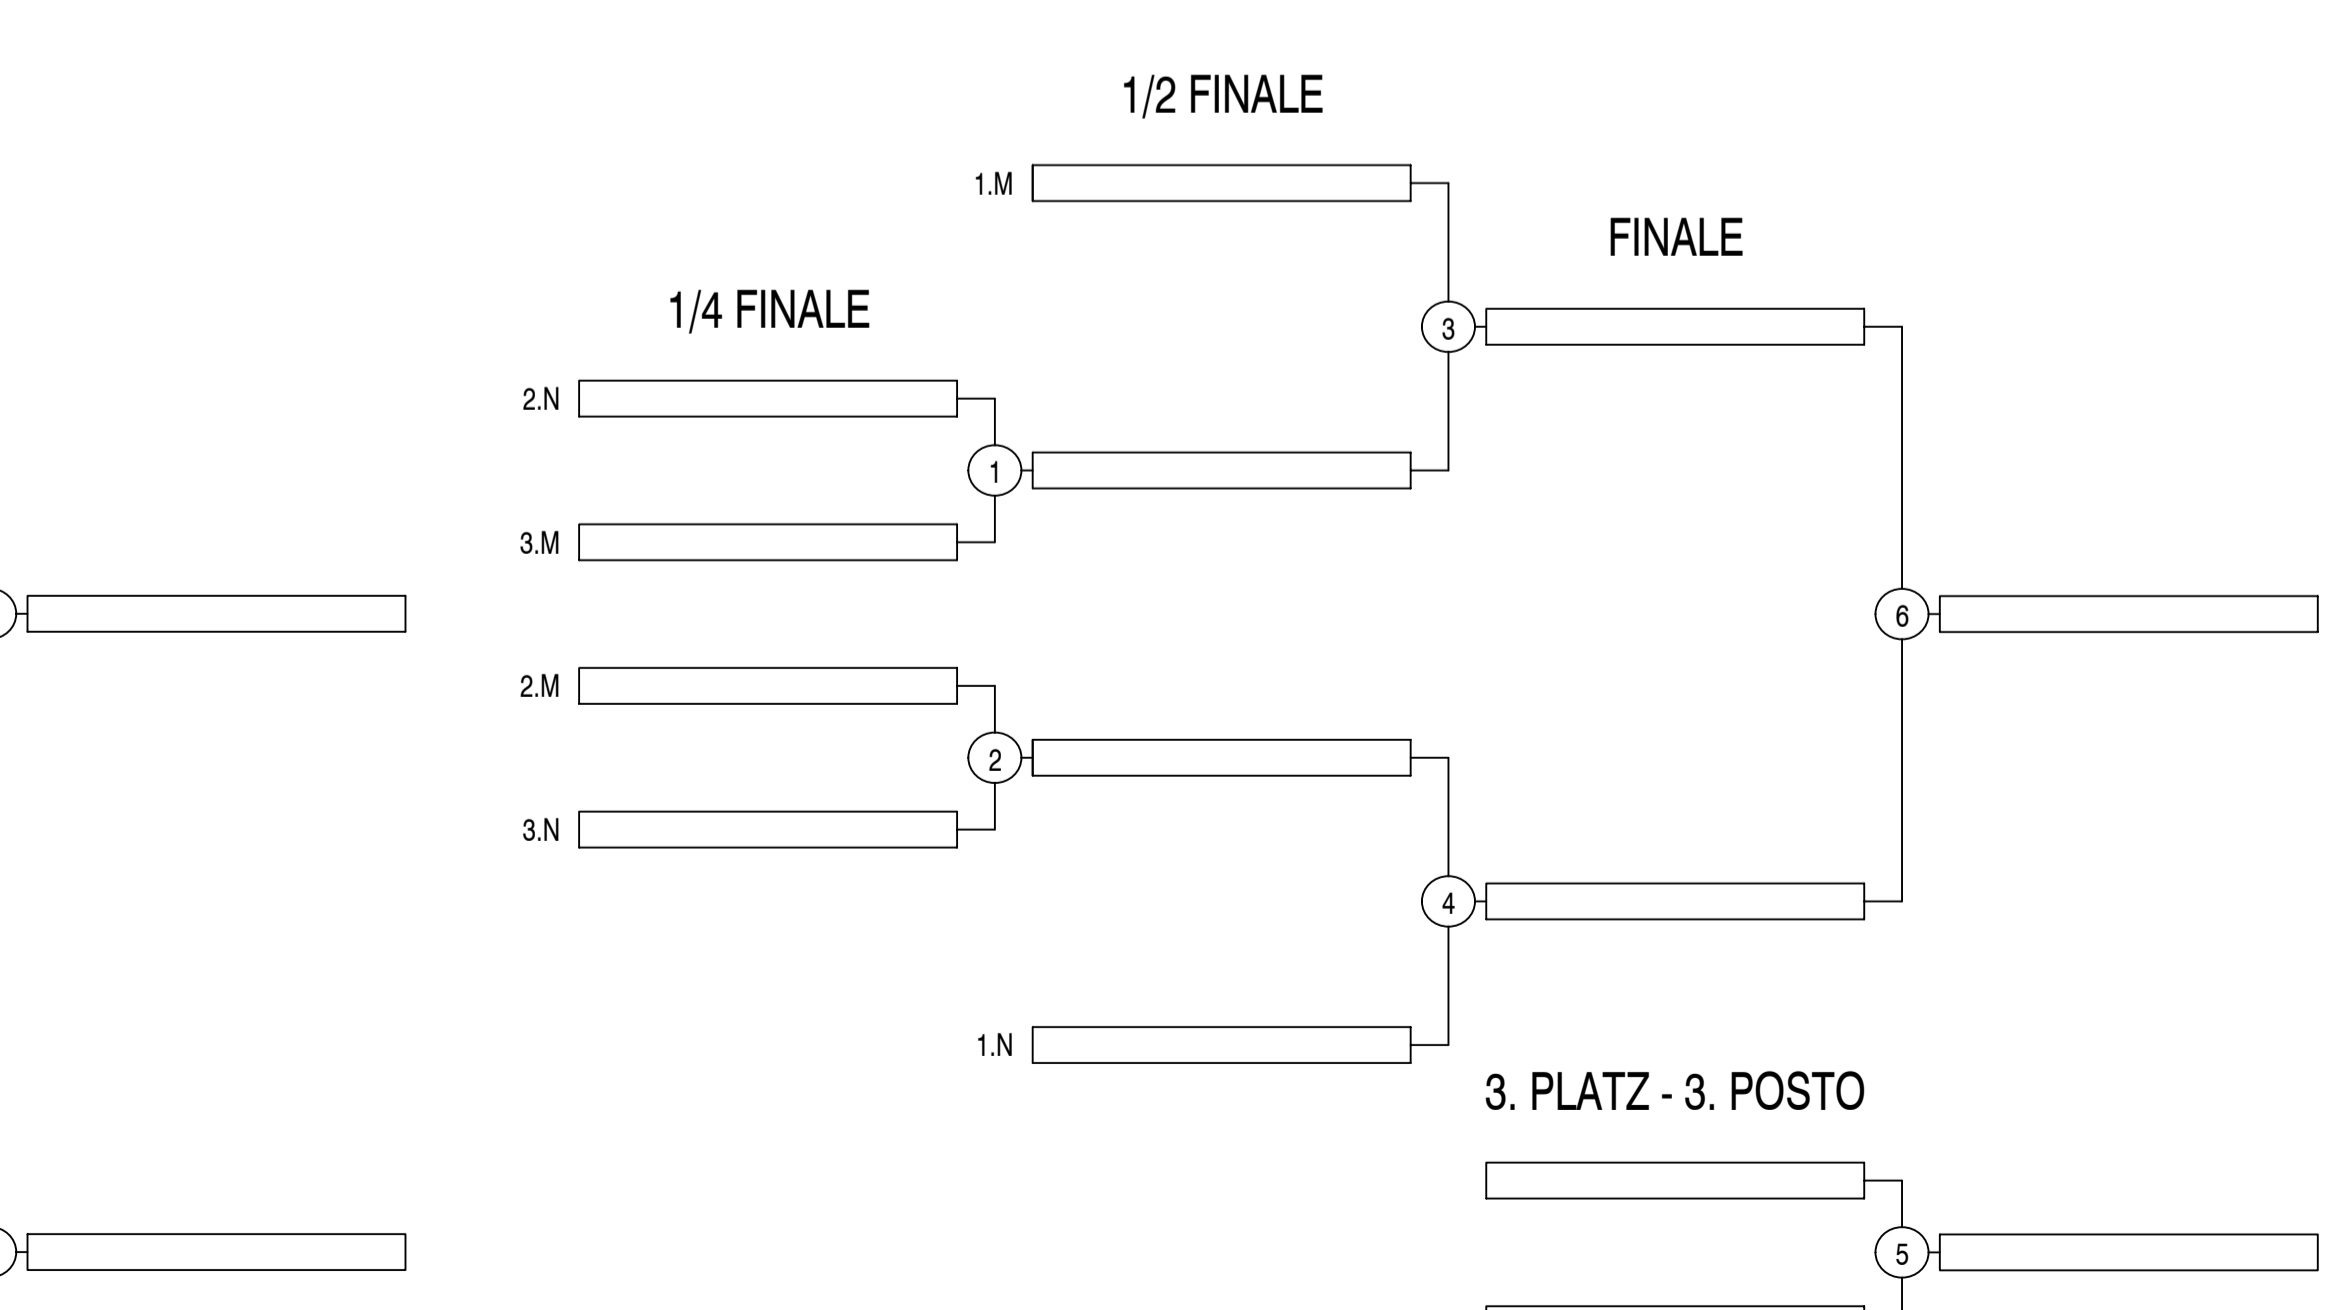 1/2 FINALE
1.M
FINALE
3
1/4 FINALE
2.N
1
3.M
6
2.M
2
3.N
4
1.N
3. PLATZ - 3. POSTO
5